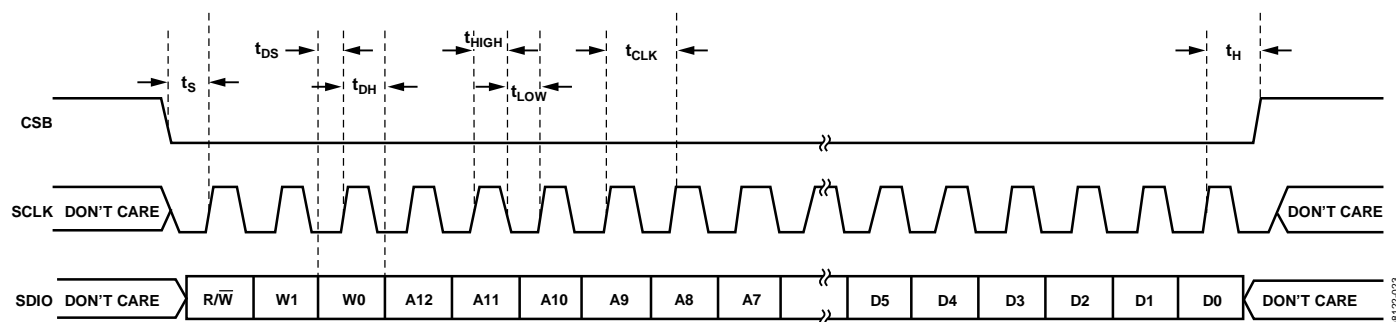 tDS
tHIGH
tCLK
tH
tS
tDH
tLOW
CSB
SCLK DON'T CARE
DON'T CARE
SDIO DON'T CARE
R/W̅ W1 W0 A12 A11 A10 A9 A8 A7 D5 D4 D3 D2 D1 D0
DON'T CARE